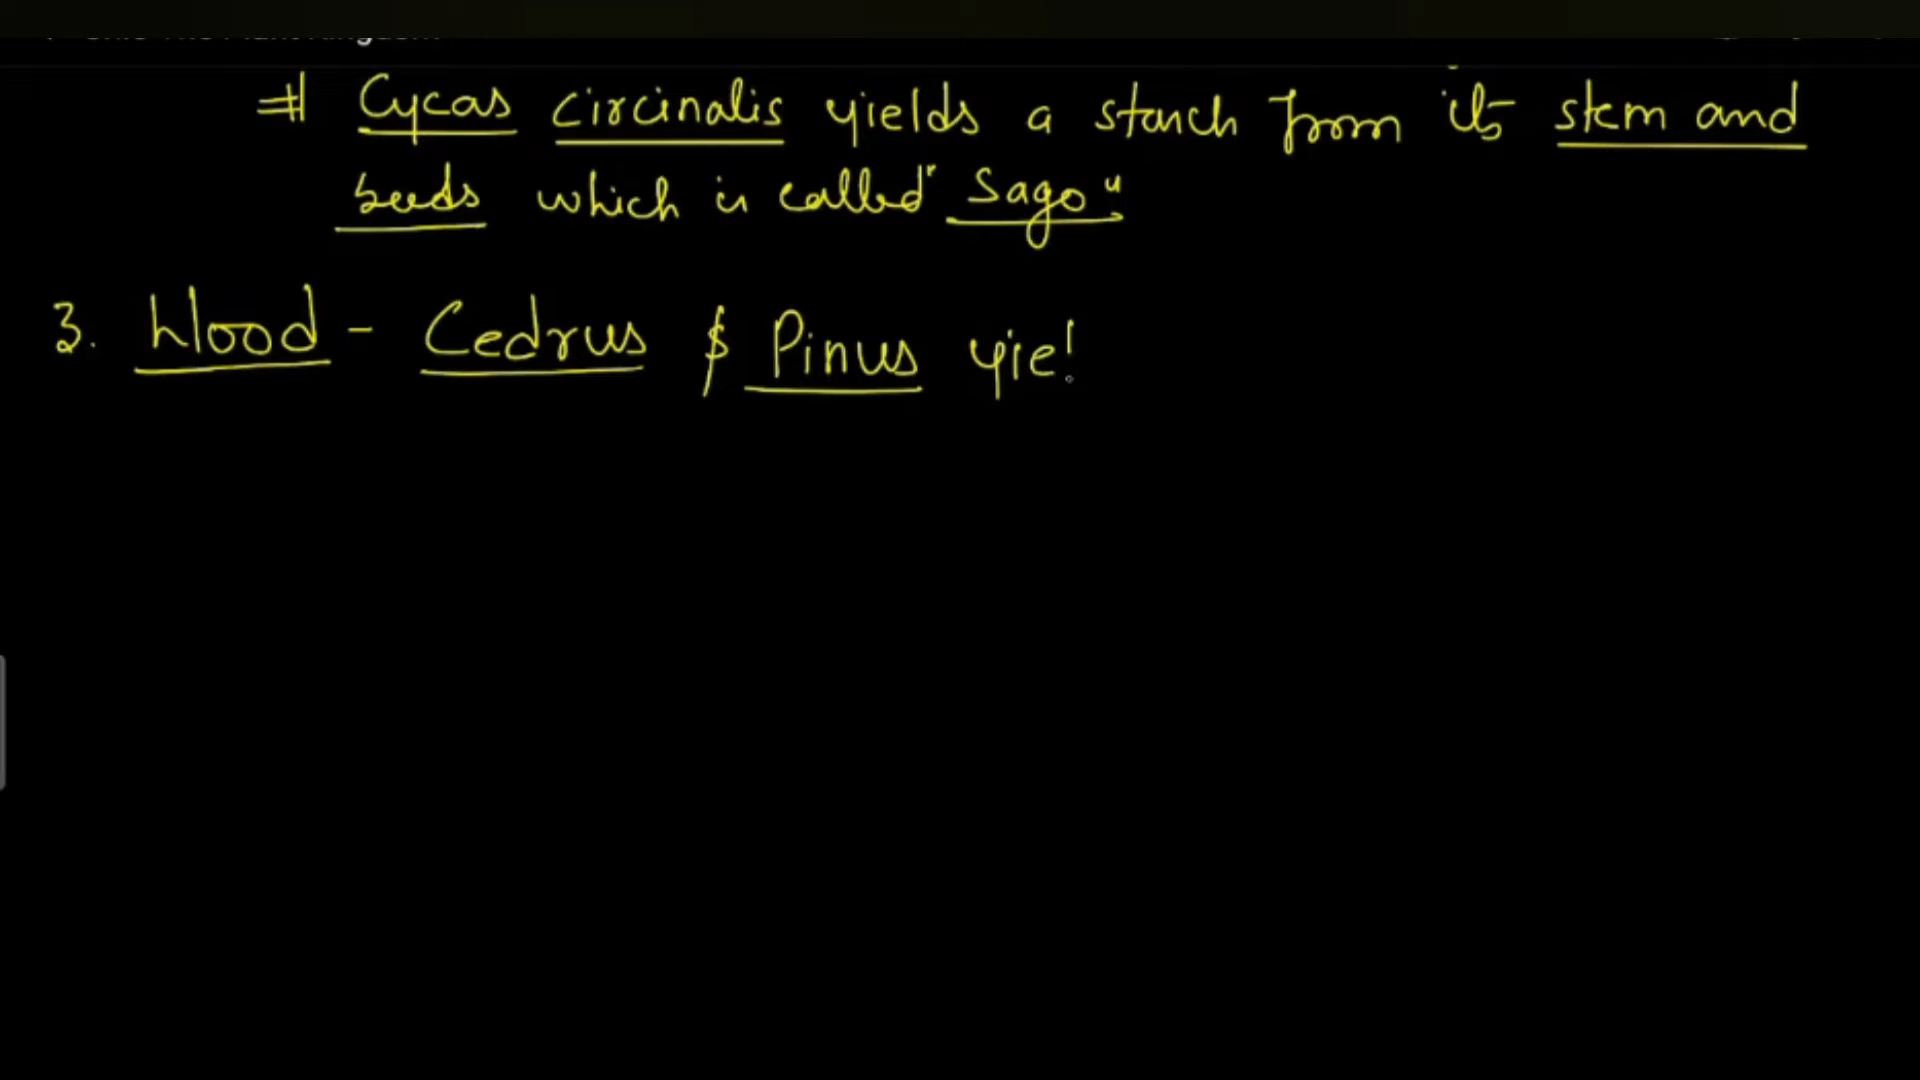 # Cycas circinalis yields a starch from its stem and
seeds which is called "Sago"
3. Wood - Cedrus & Pinus yie